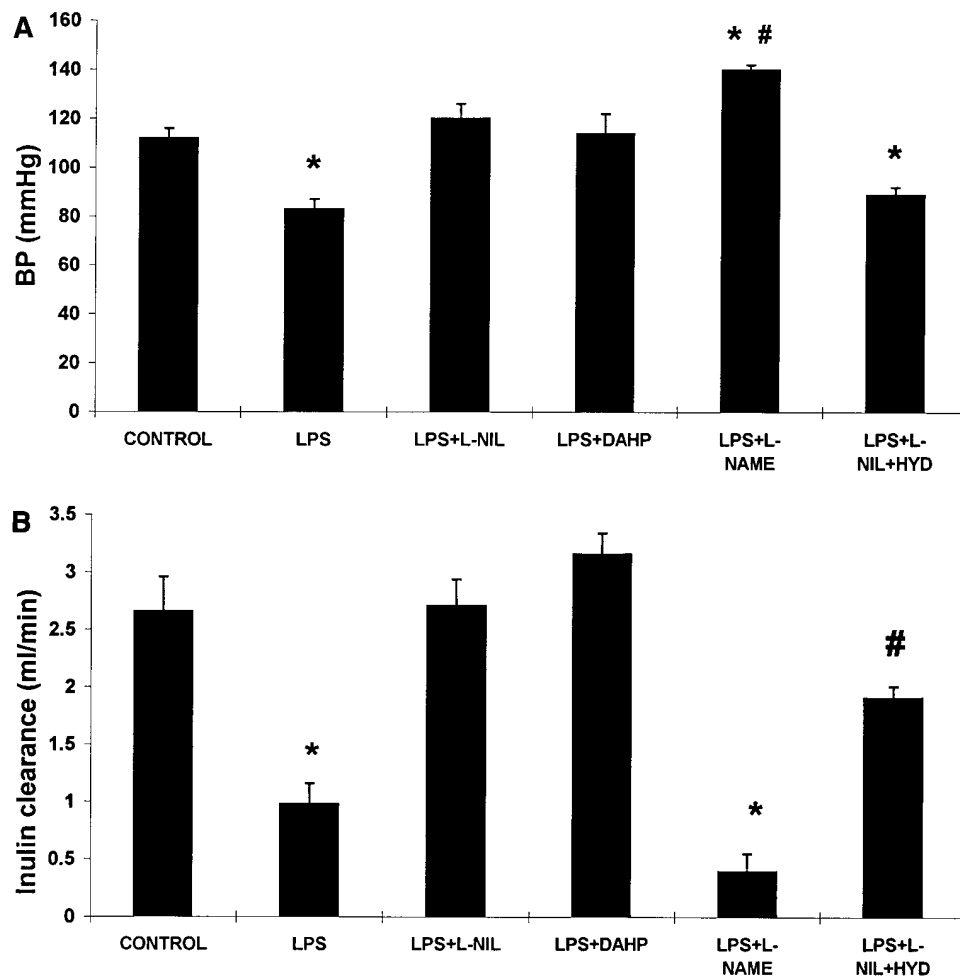 A
BP (mmHg)
160
140
120
100
80
60
40
20
0
* #
*
*
CONTROL
LPS
LPS+L-NIL
LPS+DAHP
LPS+L-
NAME
LPS+L-
NIL+HYD
B
Inulin clearance (ml/min)
3.5
3
2.5
2
1.5
1
0.5
0
#
*
*
CONTROL
LPS
LPS+L-NIL
LPS+DAHP
LPS+L-
NAME
LPS+L-
NIL+HYD